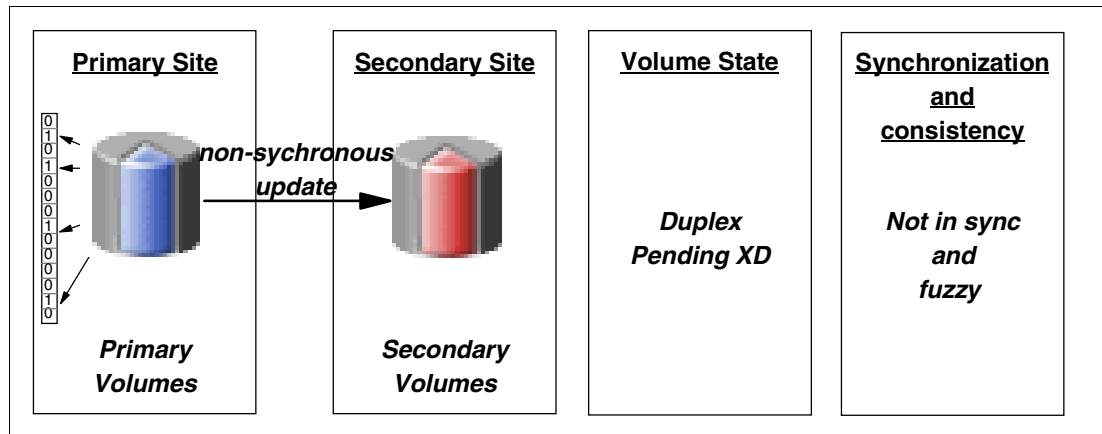 Primary Site
Secondary Site
Volume State
Synchronization
and
consistency
0
1
0
1
0
0
0
1
0
0
0
0
1
0
non-sychronous
update
Duplex
Pending XD
Not in sync
and
fuzzy
Primary
Volumes
Secondary
Volumes